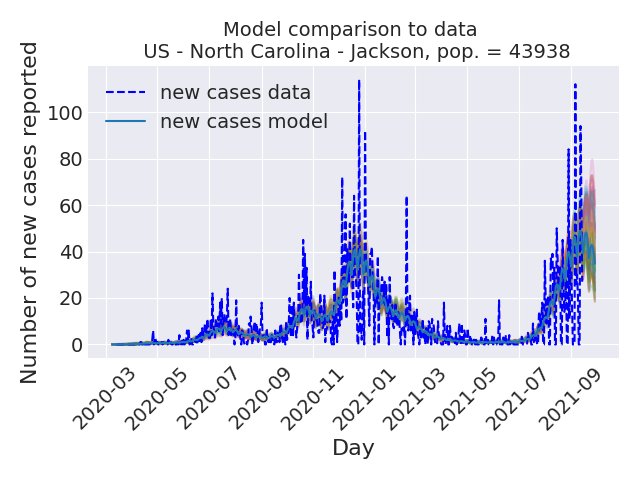 Model comparison to data
US - North Carolina - Jackson, pop. = 43938
new cases data
new cases model
Number of new cases reported
100
80
60
40
20
0
2020-03
2020-05
2020-07
2020-09
2020-11
2021-01
2021-03
2021-05
2021-07
2021-09
Day